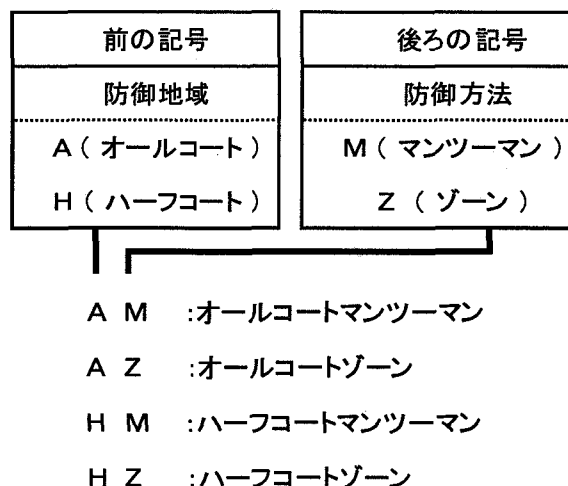 前の記号
防御地域
A ( オールコート )
H ( ハーフコート )
後ろの記号
防御方法
M ( マンツーマン )
Z ( ゾーン )
A M :オールコートマンツーマン
A Z :オールコートゾーン
H M :ハーフコートマンツーマン
H Z :ハーフコートゾーン